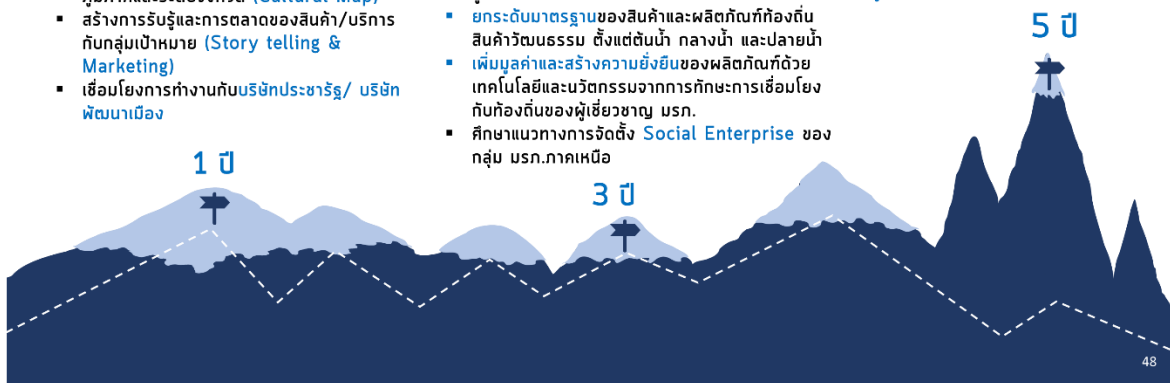 (Cultural Map)
▪ สร้างการรับรู้และการตลาดของสินค้า/บริการ
กับกลุ่มเป้าหมาย (Story telling &
Marketing)
▪ เชื่อมโยงการทำงานกับบริษัทประชารัฐ/ บริษัท
พัฒนาเมือง
1 ปี
▪ ยกระดับมาตรฐานของสินค้าและผลิตภัณฑ์ท้องถิ่น
สินค้าวัฒนธรรม ตั้งแต่ต้นน้ำ กลางน้ำ และปลายน้ำ
▪ เพิ่มมูลค่าและสร้างความยั่งยืนของผลิตภัณฑ์ด้วย
เทคโนโลยีและนวัตกรรมจากการทักษะการเชื่อมโยง
กับท้องถิ่นของผู้เชี่ยวชาญ มรภ.
▪ ศึกษาแนวทางการจัดตั้ง Social Enterprise ของ
กลุ่ม มรภ.ภาคเหนือ
3 ปี
5 ปี
48